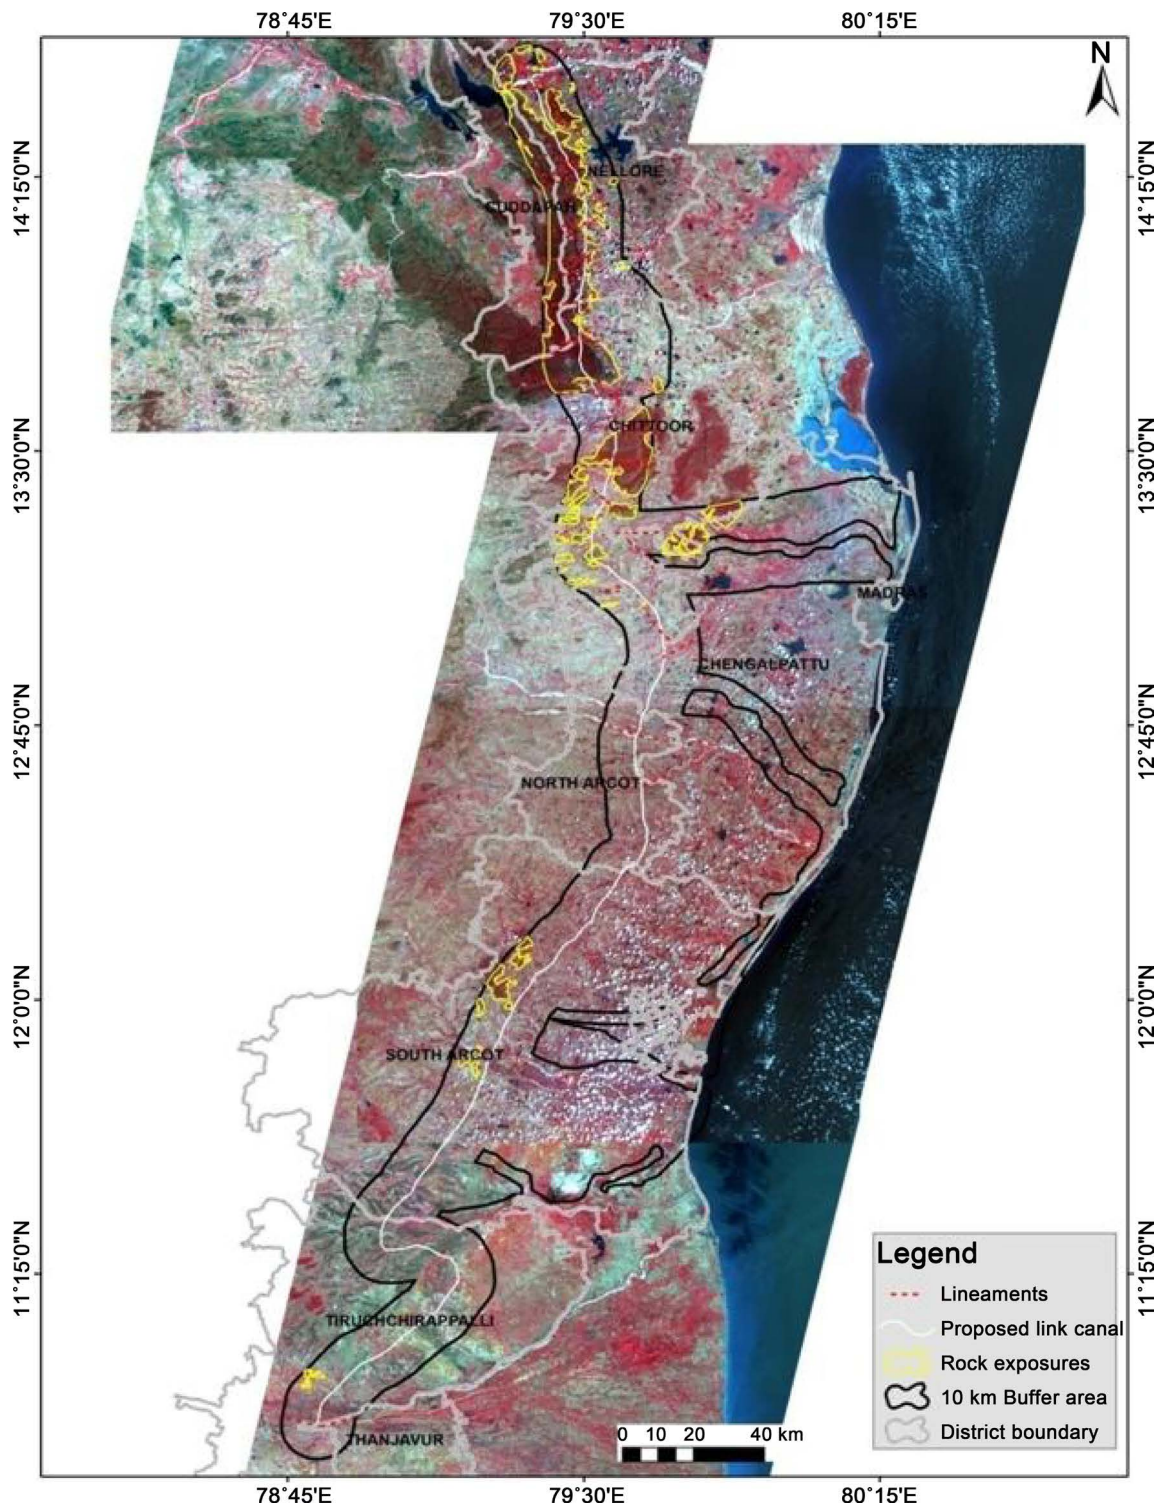 78°45'E
79°30'E
80°15'E
N
14°15'0"N
14°15'0"N
NELLORE
CUDDAPAH
CHITTOOR
13°30'0"N
13°30'0"N
MADRAS
CHENGALPATTU
12°45'0"N
12°45'0"N
NORTH ARCOT
12°0'0"N
12°0'0"N
SOUTH ARCOT
11°15'0"N
11°15'0"N
TIRUCHCHIRAPPALLI
THANJAVUR
Legend
Lineaments
Proposed link canal
Rock exposures
10 km Buffer area
District boundary
0 10 20 40 km
78°45'E
79°30'E
80°15'E